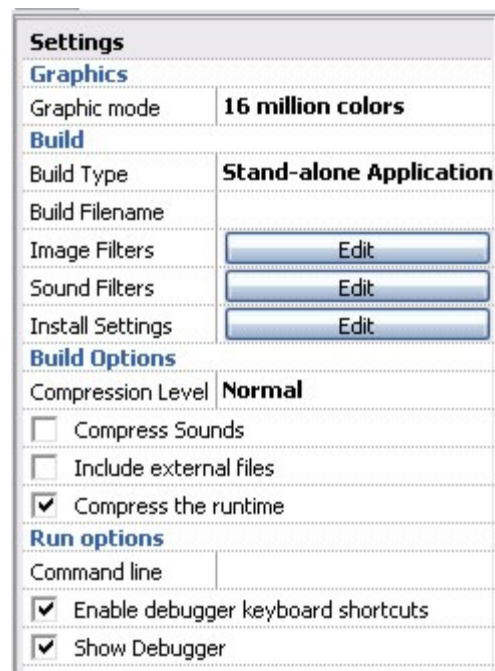 Settings
Graphics
Graphic mode 16 million colors
Build
Build Type Stand-alone Application
Build Filename
Image Filters Edit
Sound Filters Edit
Install Settings Edit
Build Options
Compression Level Normal
Compress Sounds
Include external files
Compress the runtime
Run options
Command line
Enable debugger keyboard shortcuts
Show Debugger